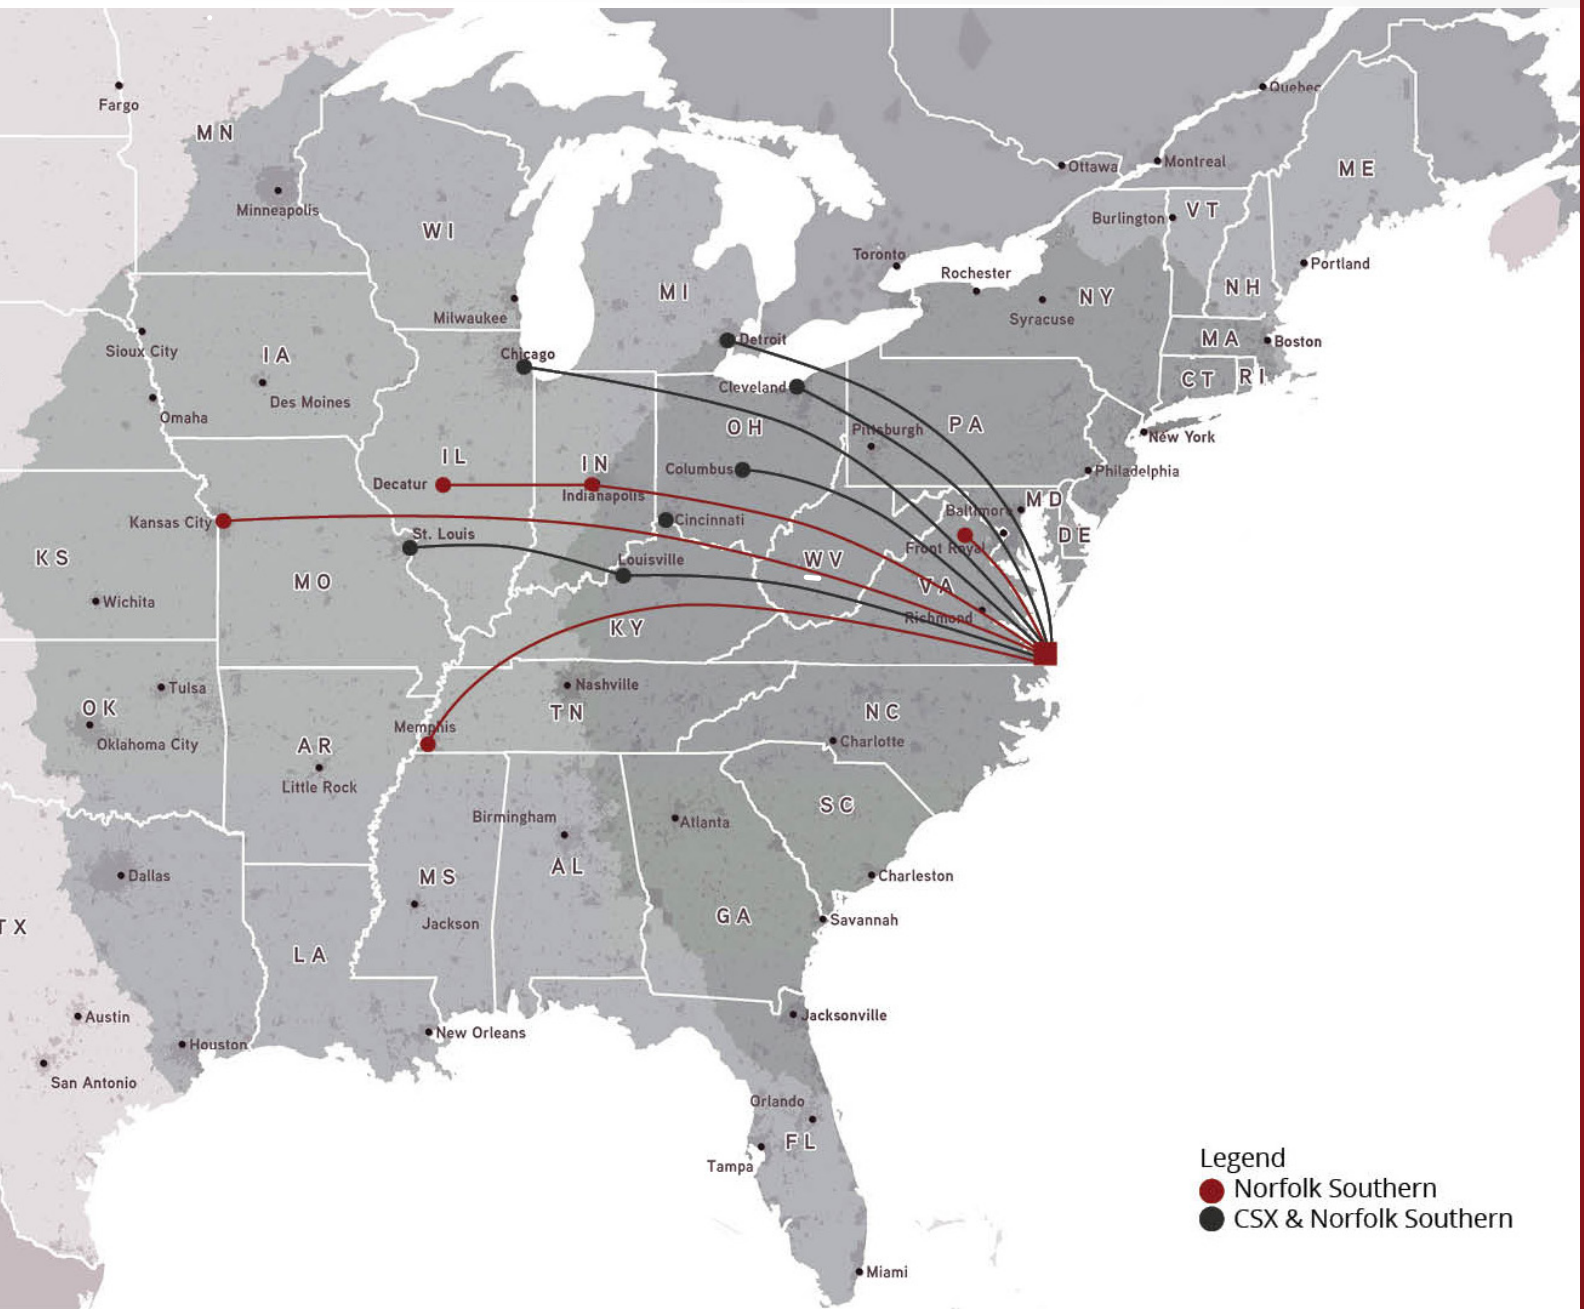 Fargo
Quebec
MN
Ottawa
Montreal
ME
Minneapolis
WI
Burlington
VT
Toronto
Portland
Rochester
MI
NY
NH
Milwaukee
Syracuse
Detroit
MA
Boston
Sioux City
IA
Chicago
CT
RI
Cleveland
Des Moines
Omaha
OH
Pittsburgh
PA
New York
IL
IN
Columbus
Philadelphia
Decatur
Indianapolis
MD
Baltimore
Kansas City
Cincinnati
St. Louis
DE
Front Royal
KS
Louisville
WV
MO
VA
Wichita
Richmond
KY
Tulsa
Nashville
OK
TN
NC
Memphis
Oklahoma City
AR
Charlotte
Little Rock
SC
Birmingham
Atlanta
AL
Dallas
MS
Charleston
GA
Savannah
Jackson
TX
LA
Austin
Jacksonville
New Orleans
Houston
San Antonio
Orlando
FL
Tampa
Miami
Legend
Norfolk Southern
CSX & Norfolk Southern